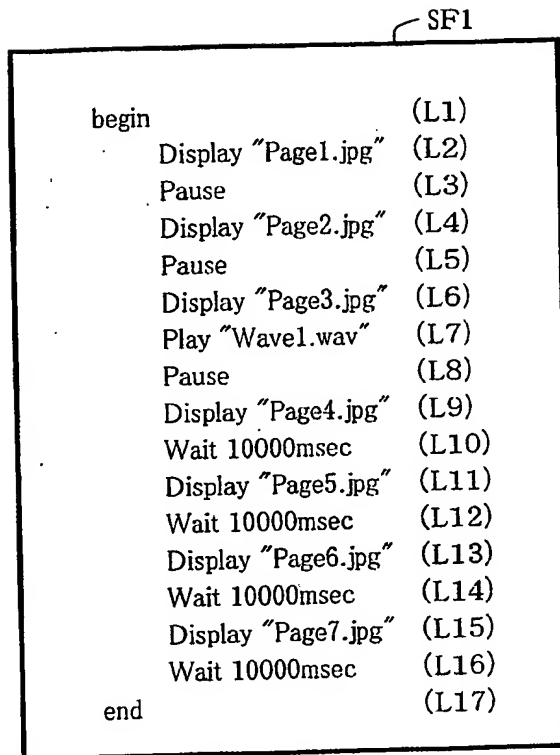 SF1
begin (L1)
Display "Page1.jpg" (L2)
Pause (L3)
Display "Page2.jpg" (L4)
Pause (L5)
Display "Page3.jpg" (L6)
Play "Wave1.wav" (L7)
Pause (L8)
Display "Page4.jpg" (L9)
Wait 10000msec (L10)
Display "Page5.jpg" (L11)
Wait 10000msec (L12)
Display "Page6.jpg" (L13)
Wait 10000msec (L14)
Display "Page7.jpg" (L15)
Wait 10000msec (L16)
end (L17)